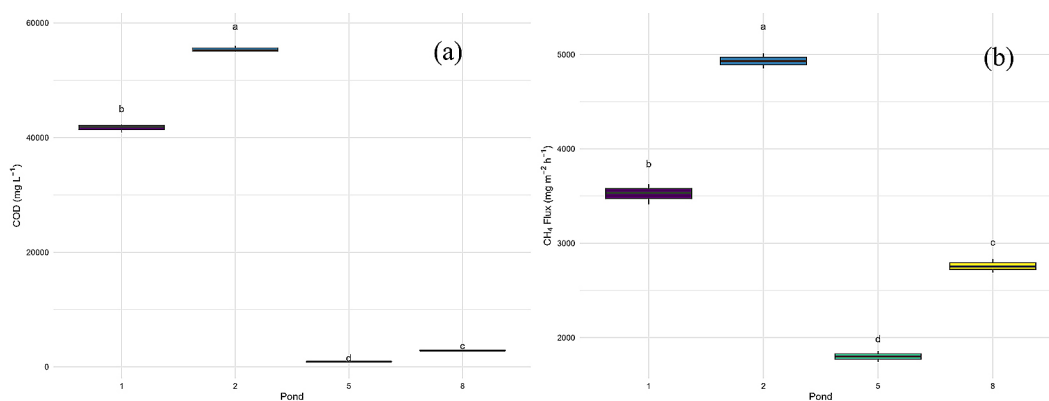 (a)
COD (mg L⁻¹)
60000
40000
20000
0
b
a
d
c
1 2 5 8
Pond
(b)
CH₄ Flux (mg m⁻² h⁻¹)
5000
4000
3000
2000
b
a
d
c
1 2 5 8
Pond